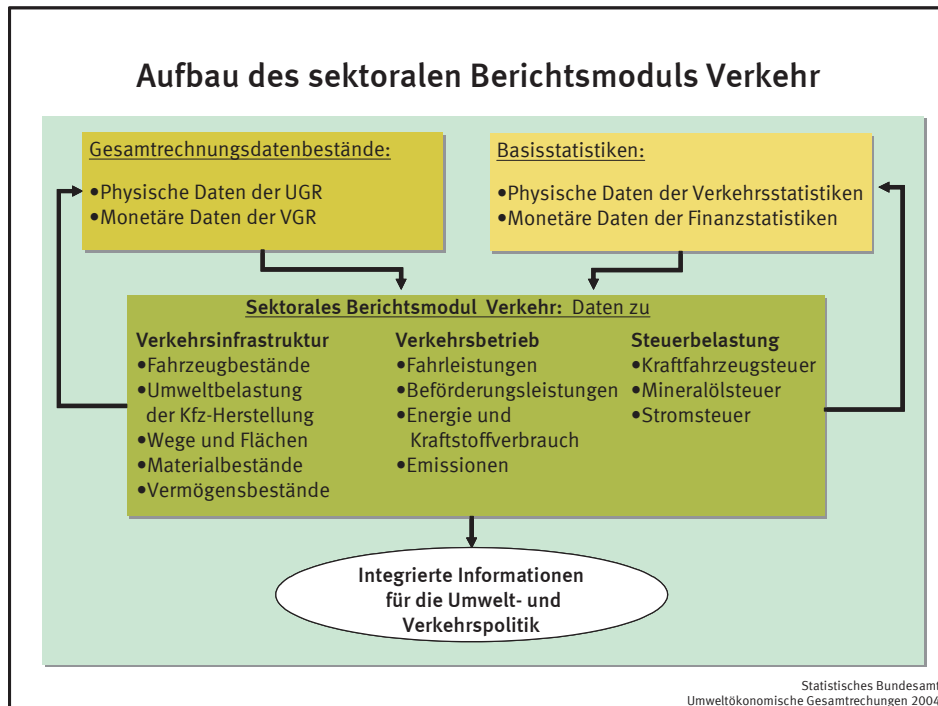 Aufbau des sektoralen Berichtsmoduls Verkehr
Gesamtrechnungsdatenbestände:
•Physische Daten der UGR
•Monetäre Daten der VGR
Basisstatistiken:
•Physische Daten der Verkehrsstatistiken
•Monetäre Daten der Finanzstatistiken
Sektorales Berichtsmodul Verkehr: Daten zu
Verkehrsinfrastruktur
•Fahrzeugbestände
•Umweltbelastung
der Kfz-Herstellung
•Wege und Flächen
•Materialbestände
•Vermögensbestände
Verkehrsbetrieb
•Fahrleistungen
•Beförderungsleistungen
•Energie und
Kraftstoffverbrauch
•Emissionen
Steuerbelastung
•Kraftfahrzeugsteuer
•Mineralölsteuer
•Stromsteuer
Integrierte Informationen
für die Umwelt- und
Verkehrspolitik
Statistisches Bundesamt
Umweltökonomische Gesamtrechungen 2004